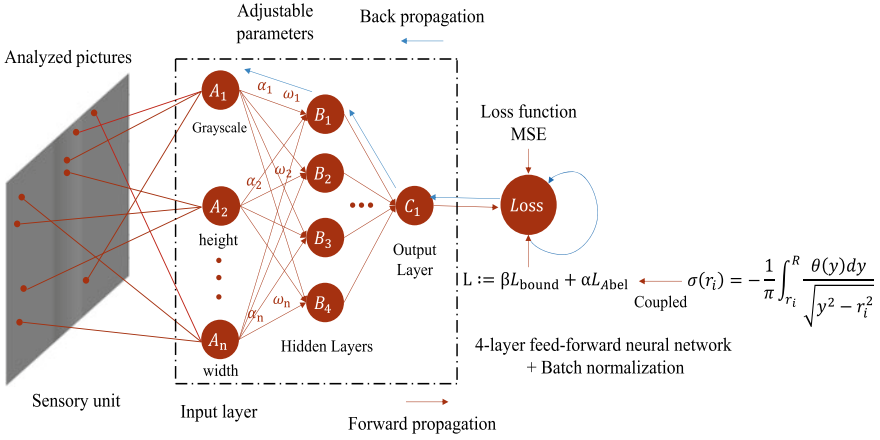 Adjustable
parameters
Back propagation
Analyzed pictures
A₁
Grayscale
α₁ ω₁
B₁
Loss function
MSE
α₂ ω₂
B₂
A₂
height
C₁
Output
Layer
Loss
B₃
αₙ ωₙ
B₄
Aₙ
width
Hidden Layers
L ≔ βL_bound + αL_Abel
Coupled
σ(rᵢ) = −1/π ∫_{rᵢ}^{R} θ(y)dy / √(y² − rᵢ²)
4-layer feed-forward neural network
+ Batch normalization
Sensory unit
Input layer
Forward propagation